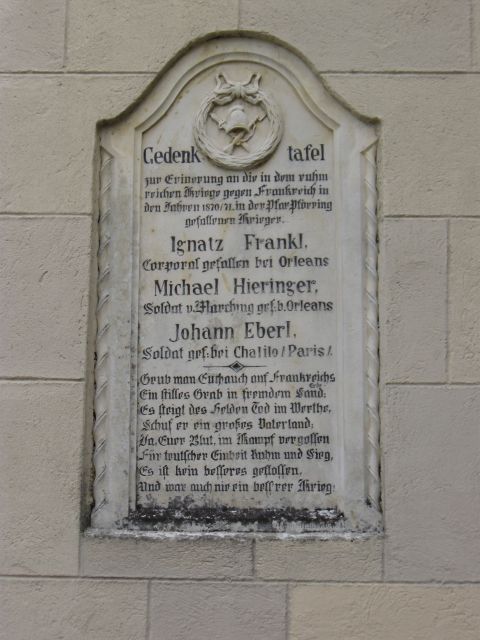 Gedenk tafel
zur Erinerung an die in dem ruhm
reichen Kriege gegen Frankreich in
den Jahren 1870/71. in der Pfar Pförring
gefallenen Krieger.
Ignatz Frankl,
Corporal gefallen bei Orleans
Michael Hieringer,
Soldat v. Marching gef. b. Orleans
Johann Eberl,
Soldat gef. bei Chatilo /Paris/.
Grub man Euch auch auf Frankreichs
Erde
Ein stilles Grab in fremdem Land:
Es steigt des Helden Tod im Werthe,
Schuf er ein großes Vaterland:
Ja, Euer Blut, im Kampf vergossen
Für teutscher Einheit Ruhm und Sieg,
Es ist kein besseres geflossen,
Und war auch nie ein bess'rer Krieg.